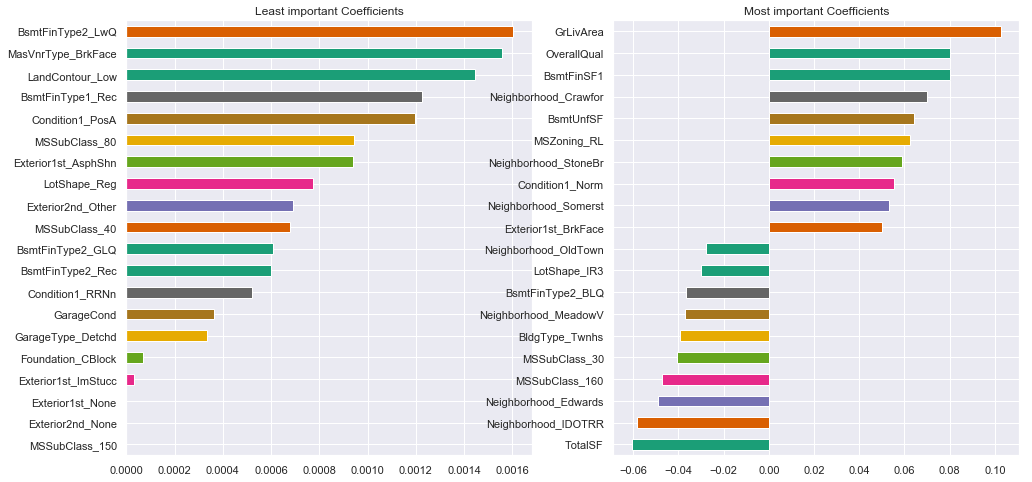 Least important Coefficients
BsmtFinType2_LwQ
MasVnrType_BrkFace
LandContour_Low
BsmtFinType1_Rec
Condition1_PosA
MSSubClass_80
Exterior1st_AsphShn
LotShape_Reg
Exterior2nd_Other
MSSubClass_40
BsmtFinType2_GLQ
BsmtFinType2_Rec
Condition1_RRNn
GarageCond
GarageType_Detchd
Foundation_CBlock
Exterior1st_ImStucc
Exterior1st_None
Exterior2nd_None
MSSubClass_150
0.0000 0.0002 0.0004 0.0006 0.0008 0.0010 0.0012 0.0014 0.0016
Most important Coefficients
GrLivArea
OverallQual
BsmtFinSF1
Neighborhood_Crawfor
BsmtUnfSF
MSZoning_RL
Neighborhood_StoneBr
Condition1_Norm
Neighborhood_Somerst
Exterior1st_BrkFace
Neighborhood_OldTown
LotShape_IR3
BsmtFinType2_BLQ
Neighborhood_MeadowV
BldgType_Twnhs
MSSubClass_30
MSSubClass_160
Neighborhood_Edwards
Neighborhood_IDOTRR
TotalSF
−0.06 −0.04 −0.02 0.00 0.02 0.04 0.06 0.08 0.10